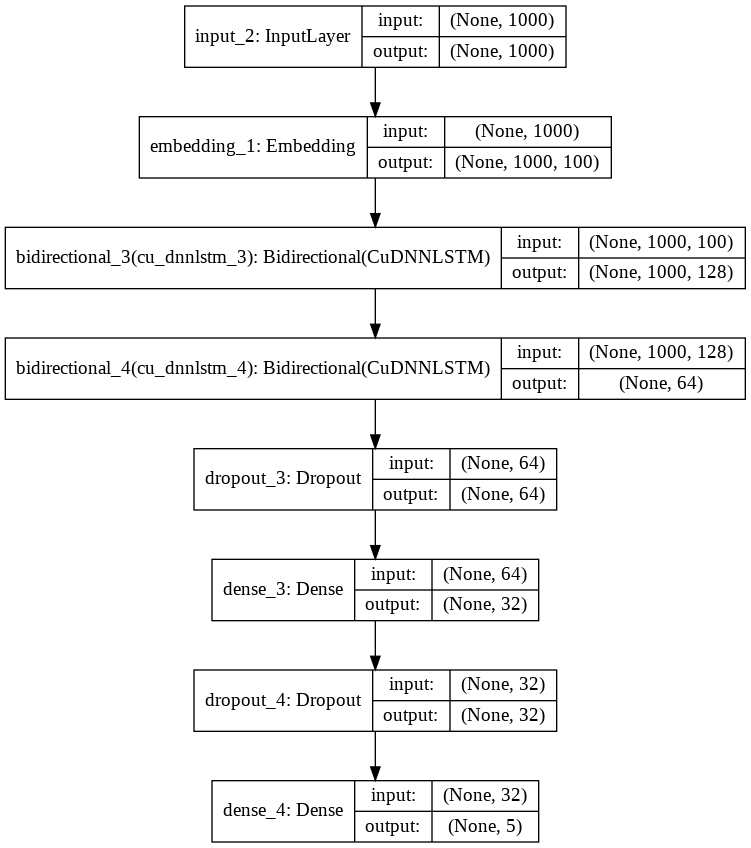 input_2: InputLayer
input: (None, 1000)
output: (None, 1000)
embedding_1: Embedding
input: (None, 1000)
output: (None, 1000, 100)
bidirectional_3(cu_dnnlstm_3): Bidirectional(CuDNNLSTM)
input: (None, 1000, 100)
output: (None, 1000, 128)
bidirectional_4(cu_dnnlstm_4): Bidirectional(CuDNNLSTM)
input: (None, 1000, 128)
output: (None, 64)
dropout_3: Dropout
input: (None, 64)
output: (None, 64)
dense_3: Dense
input: (None, 64)
output: (None, 32)
dropout_4: Dropout
input: (None, 32)
output: (None, 32)
dense_4: Dense
input: (None, 32)
output: (None, 5)